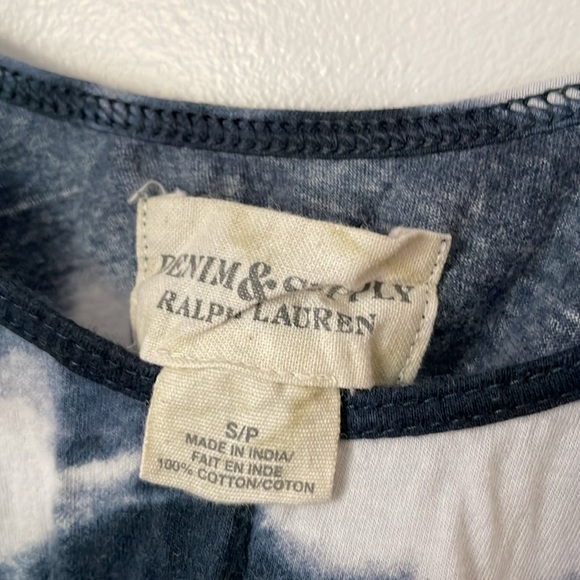 DENIM & SUPPLY
RALPH LAUREN
S/P
MADE IN INDIA/
FAIT EN INDE
100% COTTON/COTON